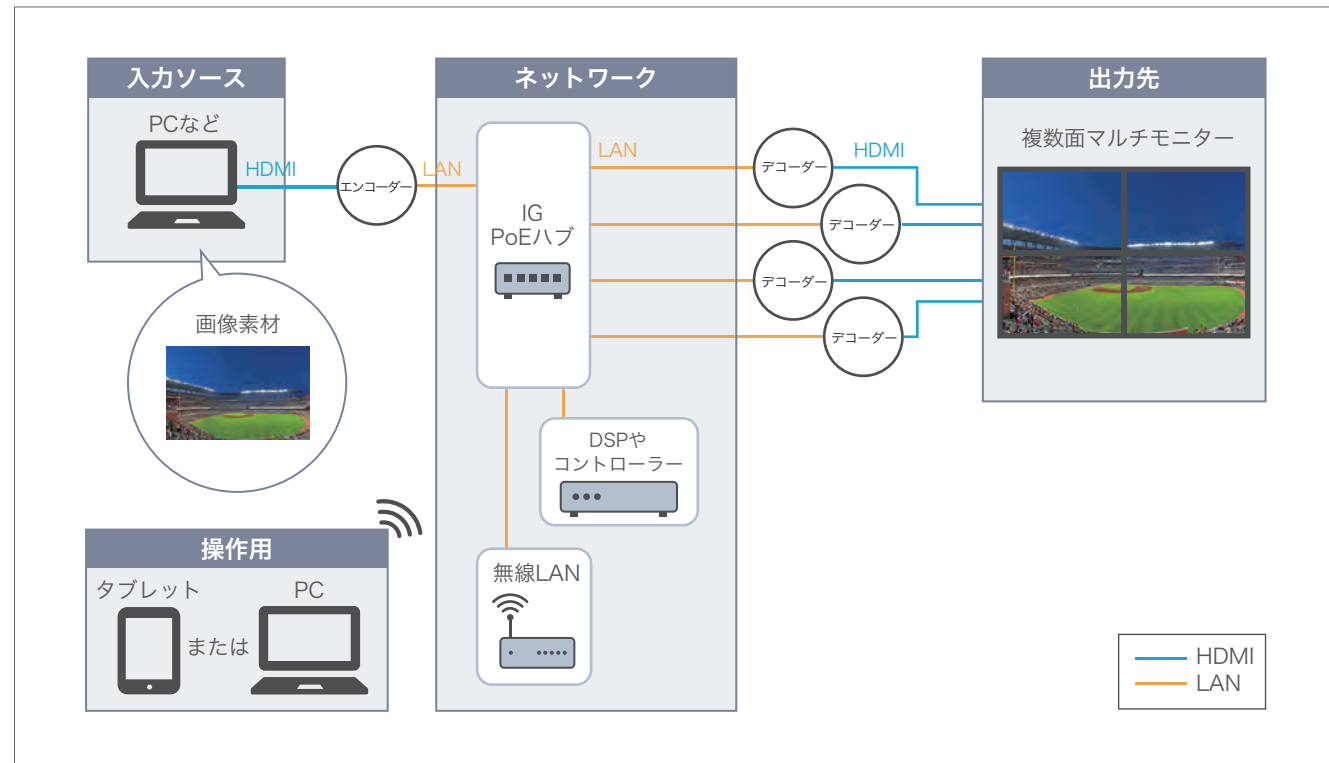 入力ソース
PCなど
HDMI
エンコーダー
LAN
画像素材
ネットワーク
IG
PoEハブ
LAN
デコーダー
HDMI
デコーダー
デコーダー
デコーダー
出力先
複数面マルチモニター
DSPや
コントローラー
無線LAN
操作用
タブレット
または
PC
HDMI
LAN